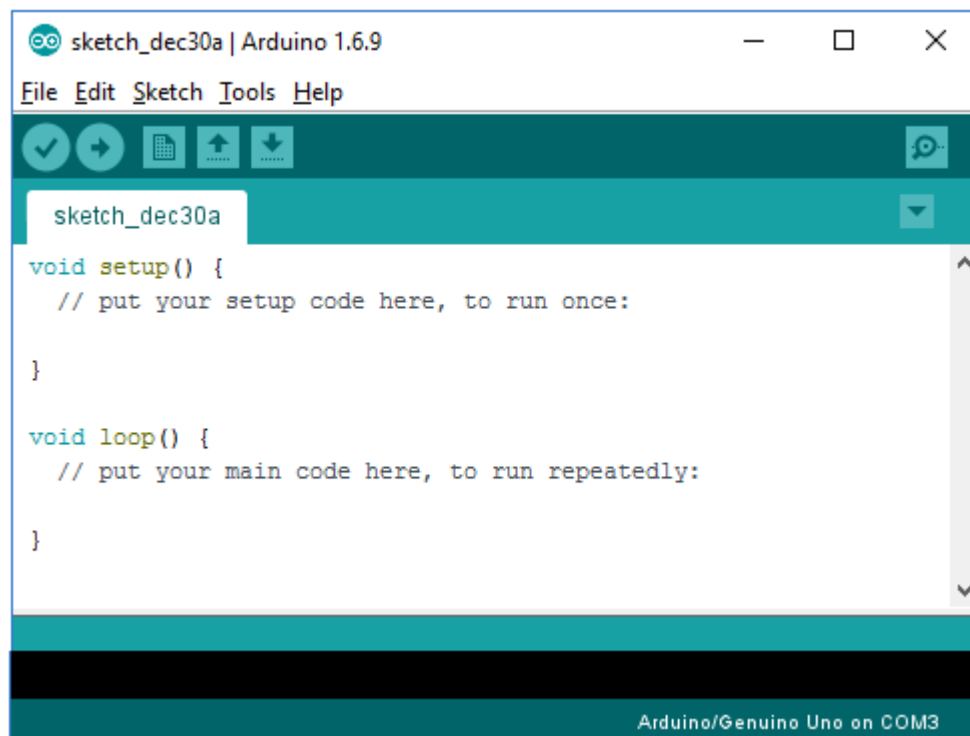 sketch_dec30a | Arduino 1.6.9
File Edit Sketch Tools Help
sketch_dec30a
void setup() {
  // put your setup code here, to run once:
}
void loop() {
  // put your main code here, to run repeatedly:
}
Arduino/Genuino Uno on COM3